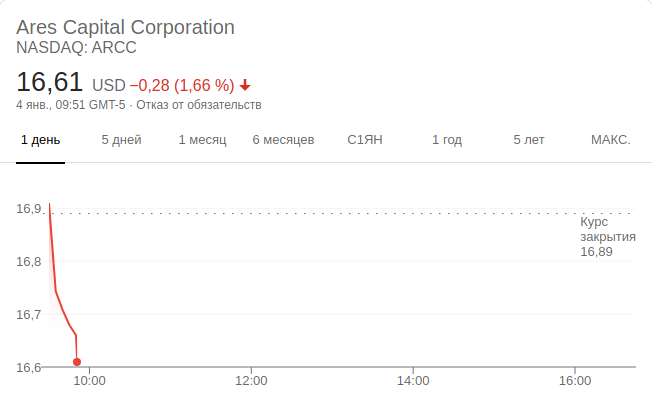 Ares Capital Corporation
NASDAQ: ARCC
16,61 USD −0,28 (1,66 %)
4 янв., 09:51 GMT-5 · Отказ от обязательств
1 день 5 дней 1 месяц 6 месяцев С1ЯН 1 год 5 лет МАКС.
16,9
Курс
закрытия
16,89
16,8
16,7
16,6
10:00 12:00 14:00 16:00